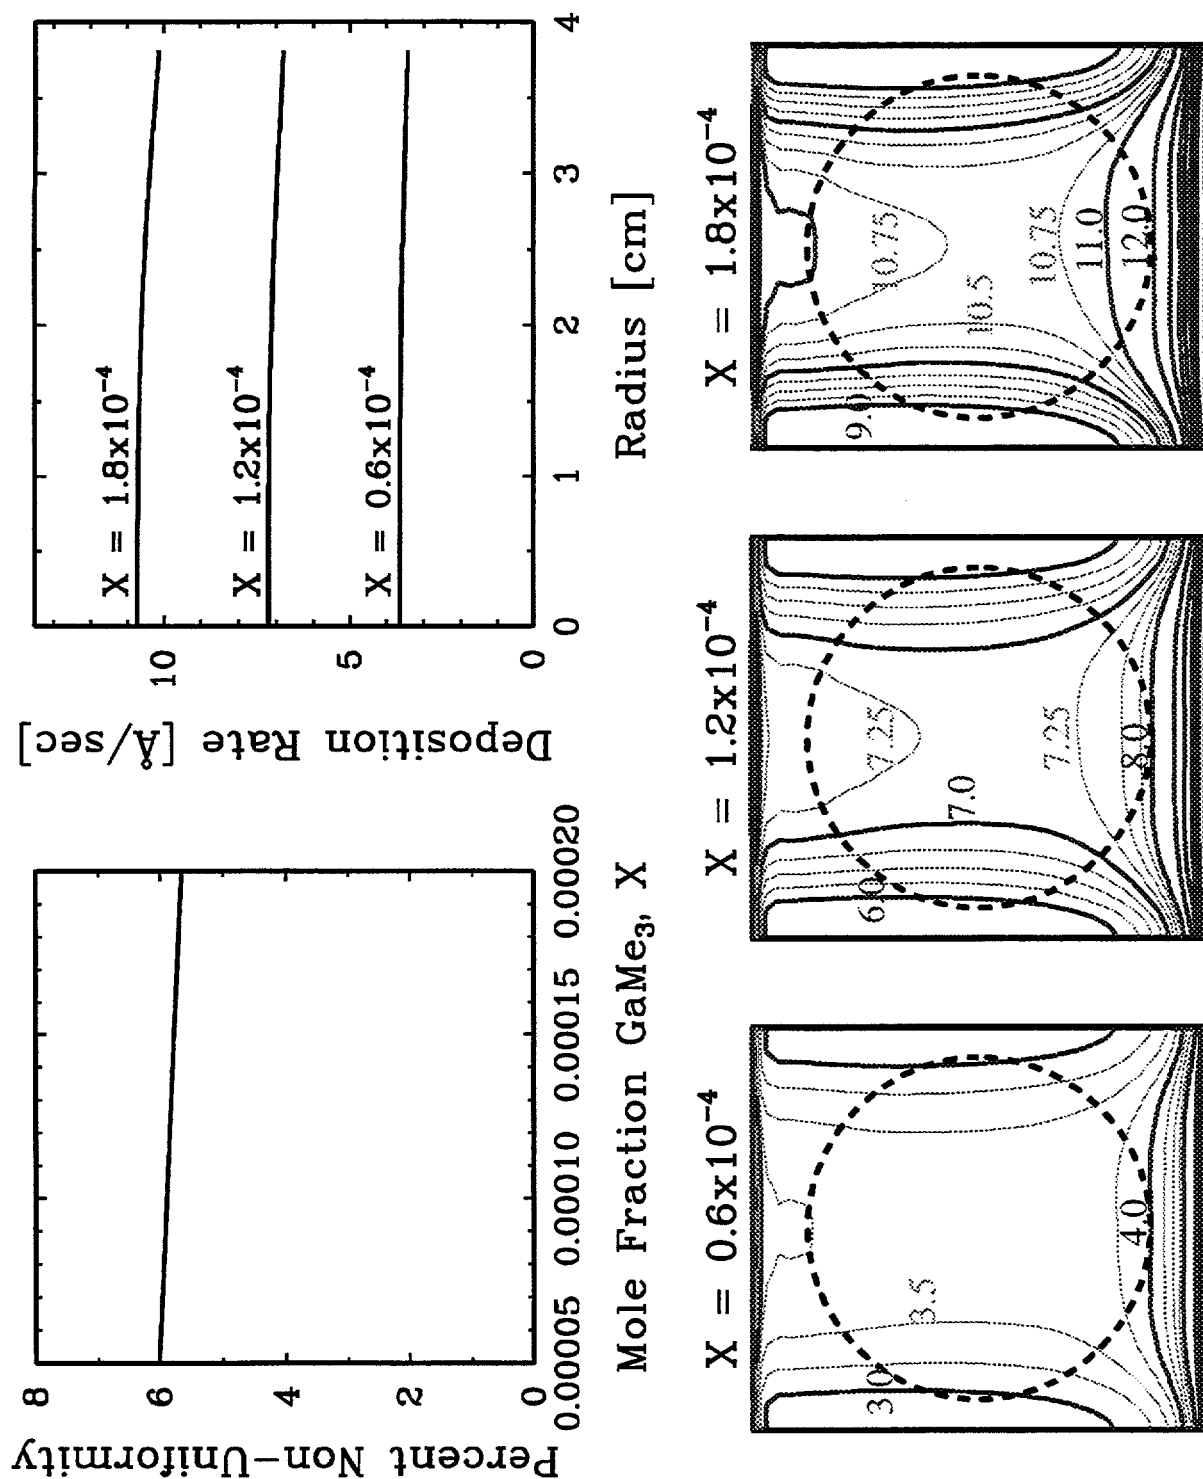 Percent Non-Uniformity
8
6
4
2
0
0.00005 0.00010 0.00015 0.00020
Mole Fraction GaMe₃, X
Deposition Rate [Å/sec]
10
5
0
X = 1.8x10⁻⁴
X = 1.2x10⁻⁴
X = 0.6x10⁻⁴
0 1 2 3 4
Radius [cm]
X = 0.6x10⁻⁴
3.0
3.5
4.0
X = 1.2x10⁻⁴
6.0
7.25
7.0
7.25
8.0
X = 1.8x10⁻⁴
9.0
10.75
10.5
10.75
11.0
12.0